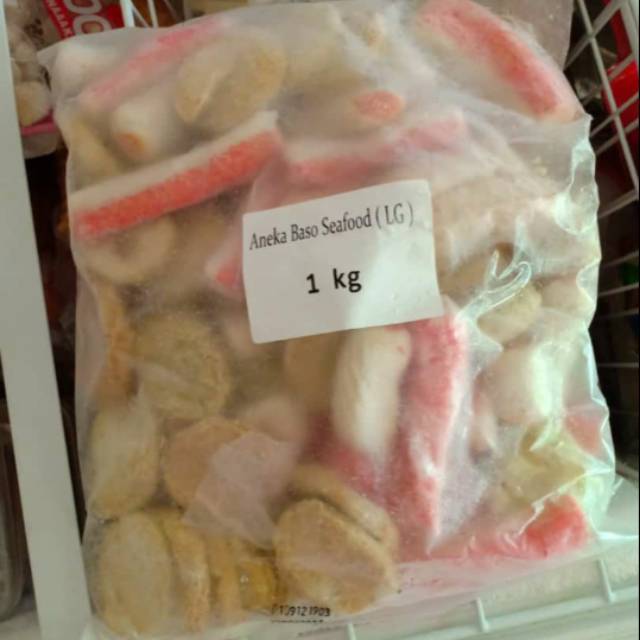 Aneka Baso Seafood ( LG )
1 kg